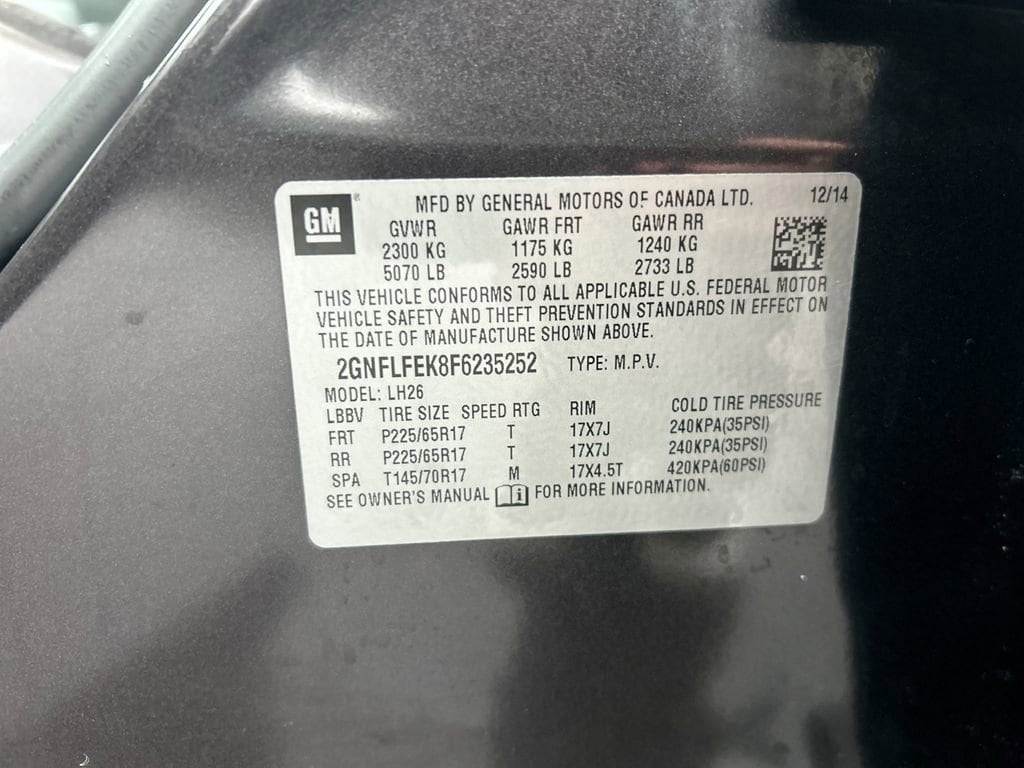 GM ® MFD BY GENERAL MOTORS OF CANADA LTD. 12/14
GVWR GAWR FRT GAWR RR
2300 KG 1175 KG 1240 KG
5070 LB 2590 LB 2733 LB
THIS VEHICLE CONFORMS TO ALL APPLICABLE U.S. FEDERAL MOTOR
VEHICLE SAFETY AND THEFT PREVENTION STANDARDS IN EFFECT ON
THE DATE OF MANUFACTURE SHOWN ABOVE.
2GNFLFEK8F6235252 TYPE: M.P.V.
MODEL: LH26
LBBV TIRE SIZE SPEED RTG RIM COLD TIRE PRESSURE
FRT P225/65R17 T 17X7J 240KPA(35PSI)
RR P225/65R17 T 17X7J 240KPA(35PSI)
SPA T145/70R17 M 17X4.5T 420KPA(60PSI)
SEE OWNER'S MANUAL i FOR MORE INFORMATION.